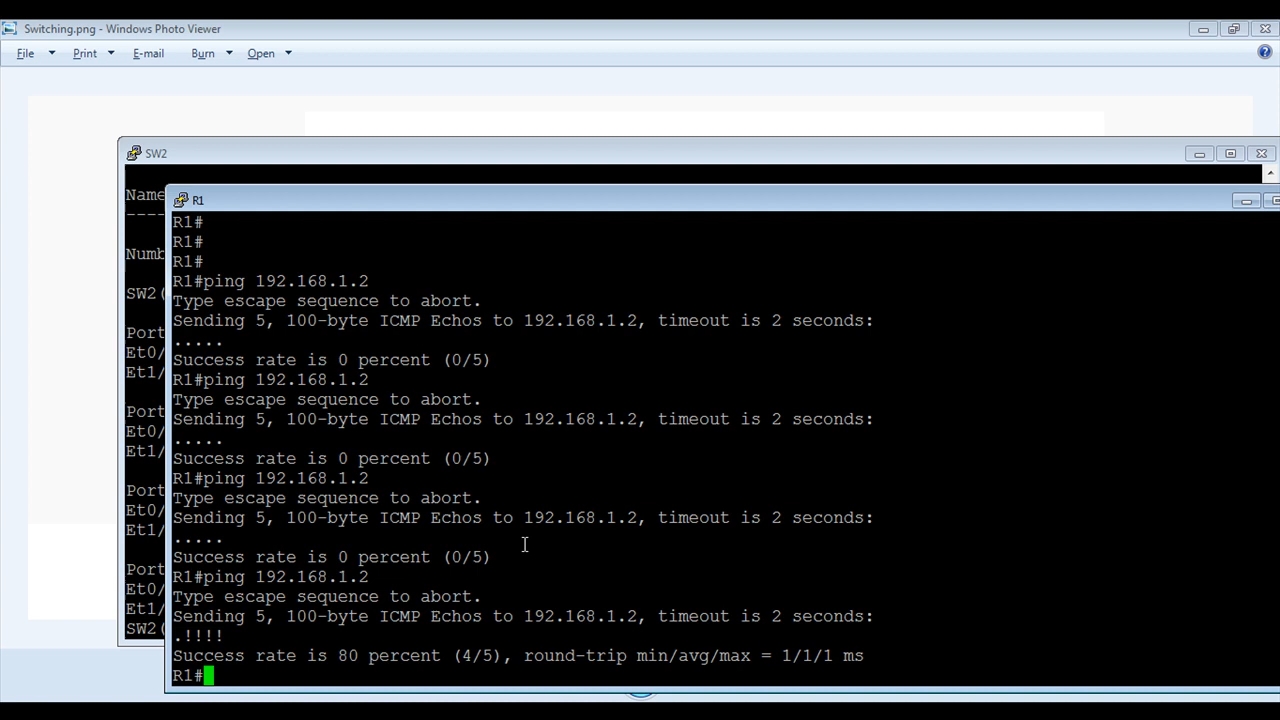 Switching.png - Windows Photo Viewer
File Print E-mail Burn Open
SW2
Name
----
Numb
SW2(
Port
Et0/
Et1/
Port
Et0/
Et1/
Port
Et0/
Et1/
Port
Et0/
Et1/
SW2(
R1
R1#
R1#
R1#
R1#ping 192.168.1.2
Type escape sequence to abort.
Sending 5, 100-byte ICMP Echos to 192.168.1.2, timeout is 2 seconds:
.....
Success rate is 0 percent (0/5)
R1#ping 192.168.1.2
Type escape sequence to abort.
Sending 5, 100-byte ICMP Echos to 192.168.1.2, timeout is 2 seconds:
.....
Success rate is 0 percent (0/5)
R1#ping 192.168.1.2
Type escape sequence to abort.
Sending 5, 100-byte ICMP Echos to 192.168.1.2, timeout is 2 seconds:
.....
Success rate is 0 percent (0/5)
R1#ping 192.168.1.2
Type escape sequence to abort.
Sending 5, 100-byte ICMP Echos to 192.168.1.2, timeout is 2 seconds:
.!!!!
Success rate is 80 percent (4/5), round-trip min/avg/max = 1/1/1 ms
R1#